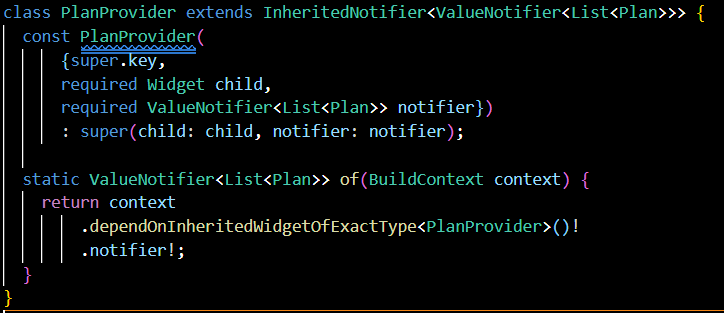 class PlanProvider extends InheritedNotifier<ValueNotifier<List<Plan>>> {
  const PlanProvider(
      {super.key,
      required Widget child,
      required ValueNotifier<List<Plan>> notifier})
      : super(child: child, notifier: notifier);

  static ValueNotifier<List<Plan>> of(BuildContext context) {
    return context
        .dependOnInheritedWidgetOfExactType<PlanProvider>()!
        .notifier!;
  }
}